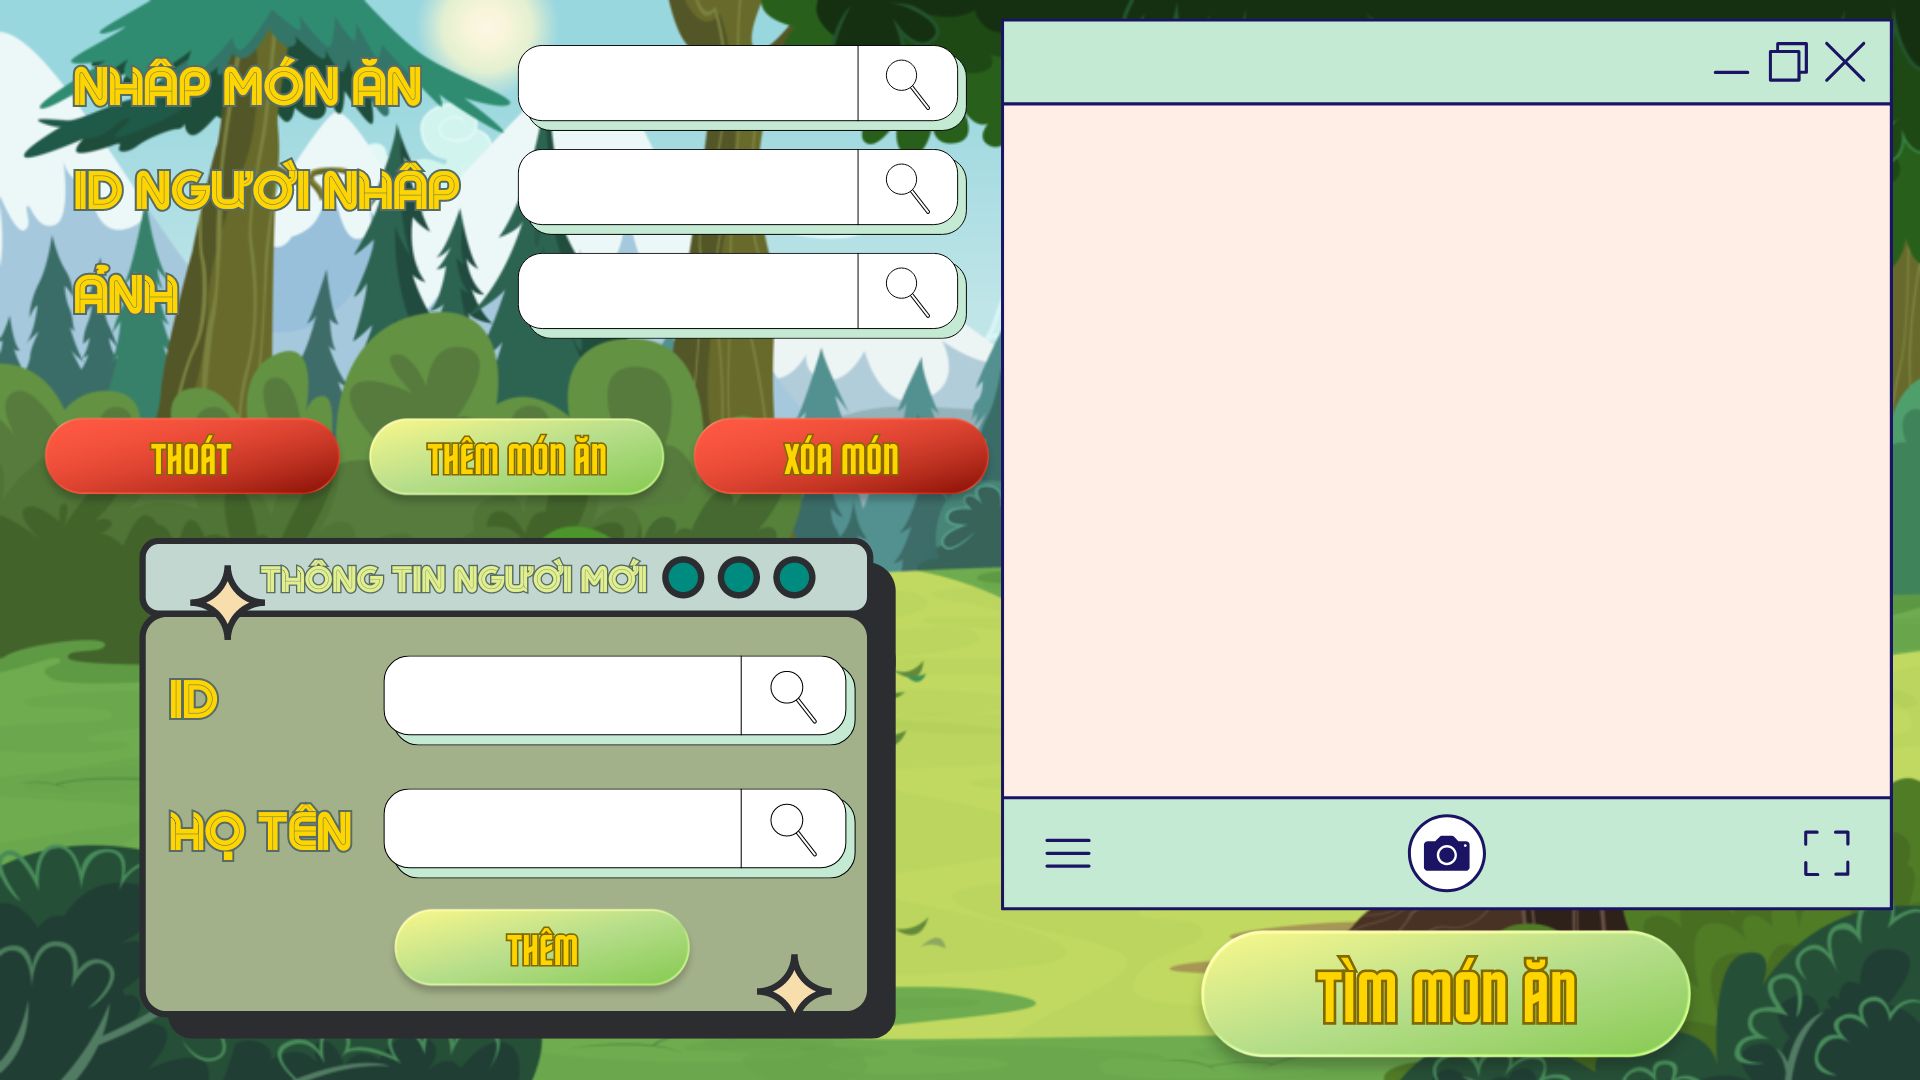 NHẬP MÓN ĂN
ID NGƯỜI NHẬP
ẢNH
THOÁT
THÊM MÓN ĂN
XÓA MÓN
THÔNG TIN NGƯỜI MỚI
ID
HỌ TÊN
THÊM
TÌM MÓN ĂN